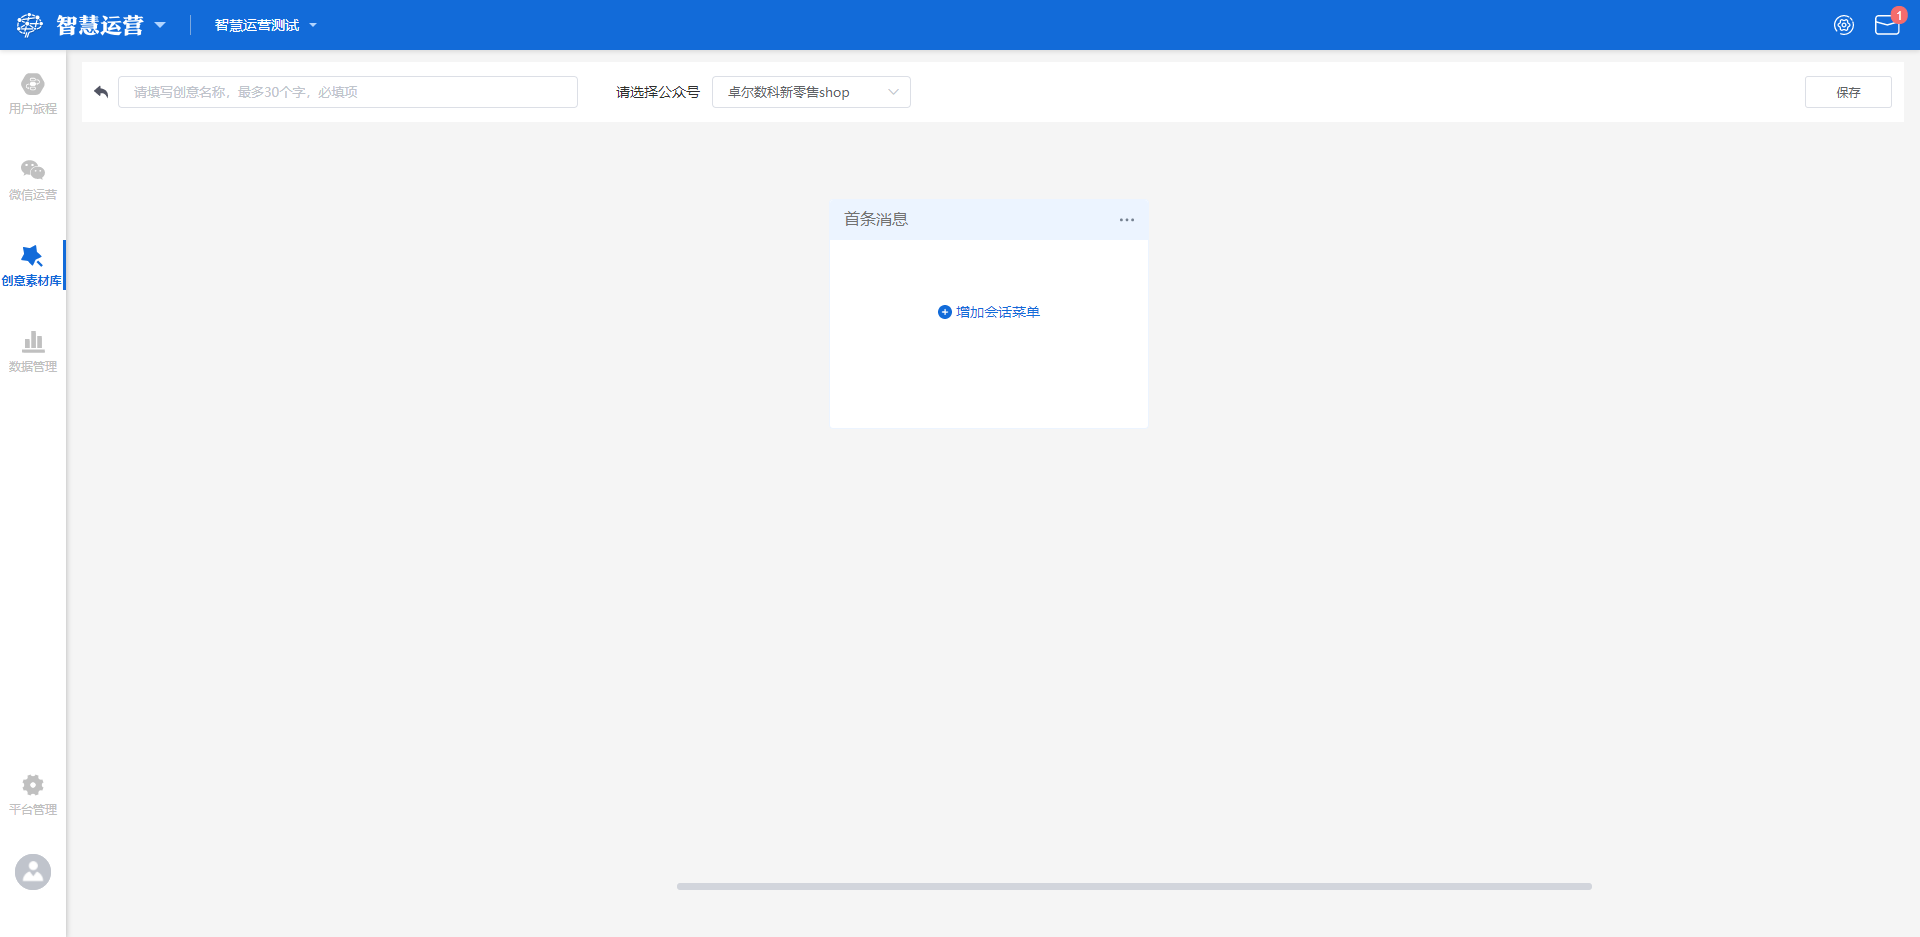 智慧运营
智慧运营测试
1
用户旅程
微信运营
创意素材库
数据管理
平台管理
请填写创意名称，最多30个字，必填项
请选择公众号
卓尔数科新零售shop
保存
首条消息
增加会话菜单